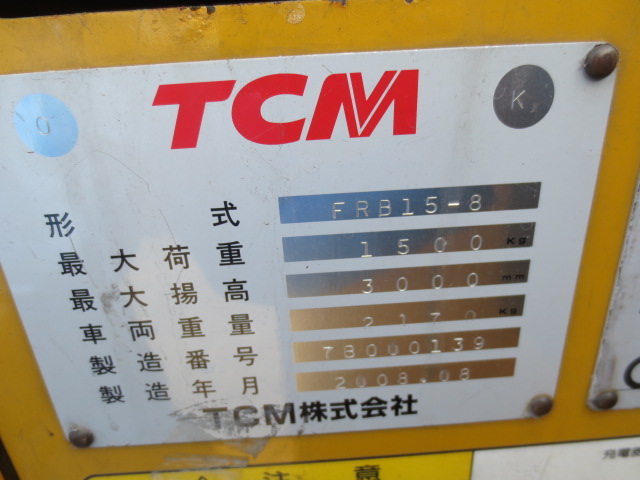 O TCM K
形式 FRB15-8
最大荷重 1500 Kg
最大揚高 3000 mm
車両重量 2170 Kg
製造番号 7B000139
製造年月 2008.08
TCM株式会社
注意